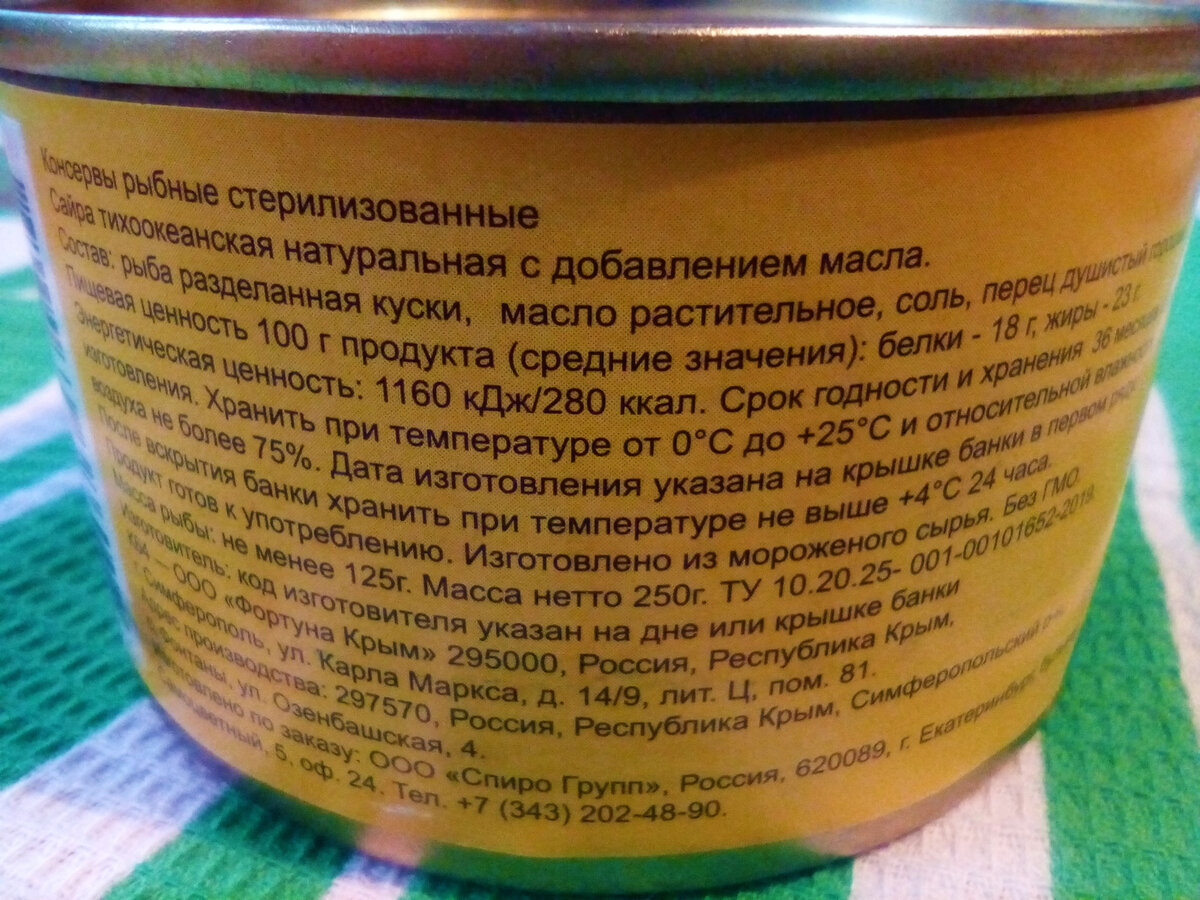 Консервы рыбные стерилизованные
Сайра тихоокеанская натуральная с добавлением масла.
Состав: рыба разделанная куски, масло растительное, соль, перец душистый
Пищевая ценность 100 г продукта (средние значения): белки - 18 г, жиры - 23 г.
Энергетическая ценность: 1160 кДж/280 ккал. Срок годности и хранения 36
изготовления. Хранить при температуре от 0°С до +25°С и относительной
воздуха не более 75%. Дата изготовления указана на крышке банки в первом
После вскрытия банки хранить при температуре не выше +4°С 24 часа.
Продукт готов к употреблению. Изготовлено из мороженого сырья. Без ГМО
Масса рыбы: не менее 125г. Масса нетто 250г. ТУ 10.20.25- 001-00101652-2019.
Изготовитель: код изготовителя указан на дне или крышке банки
К84 — ООО «Фортуна Крым» 295000, Россия, Республика Крым,
г. Симферополь, ул. Карла Маркса, д. 14/9, лит. Ц, пом. 81.
Адрес производства: 297570, Россия, Республика Крым, Симферопольский
с. Фонтаны, ул. Озенбашская, 4.
Изготовлено по заказу: ООО «Спиро Групп», Россия, 620089, г. Екатеринбург,
Самоцветный, 5, оф. 24. Тел. +7 (343) 202-48-90.